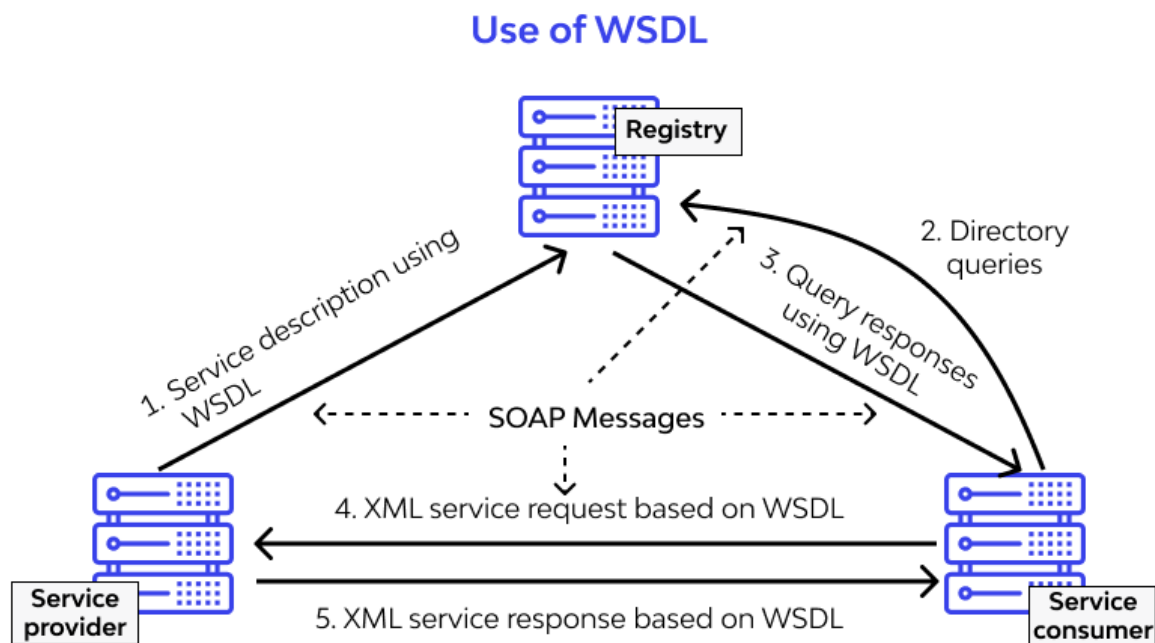 Use of WSDL
Registry
1. Service description using
WSDL
2. Directory
queries
3. Query responses
using WSDL
SOAP Messages
4. XML service request based on WSDL
5. XML service response based on WSDL
Service
provider
Service
consumer